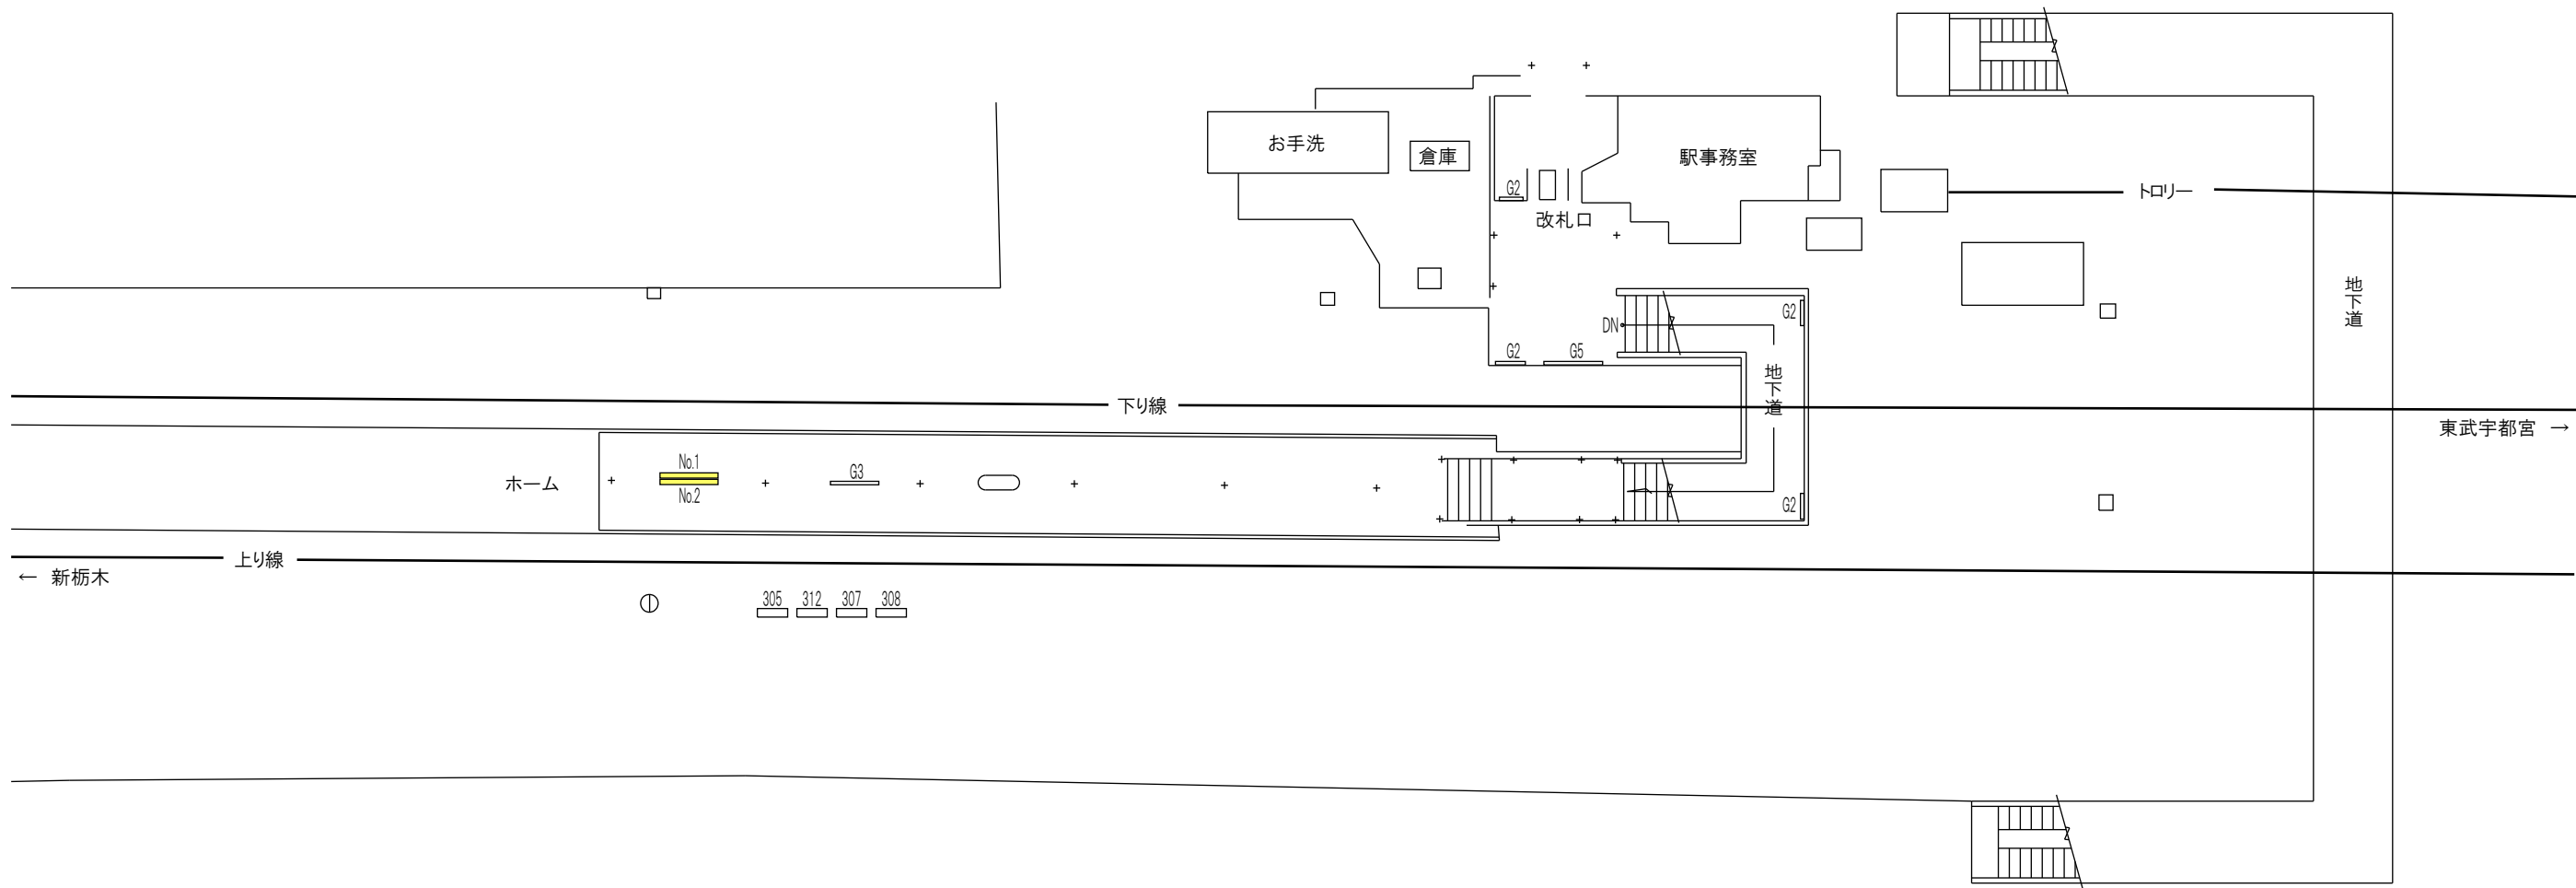 お手洗
倉庫
駅事務室
G2
改札口
トロリー
地下道
DN
G2
G2
G5
地下道
下り線
東武宇都宮 →
ホーム
No.1
No.2
G3
G2
上り線
← 新栃木
305 312 307 308